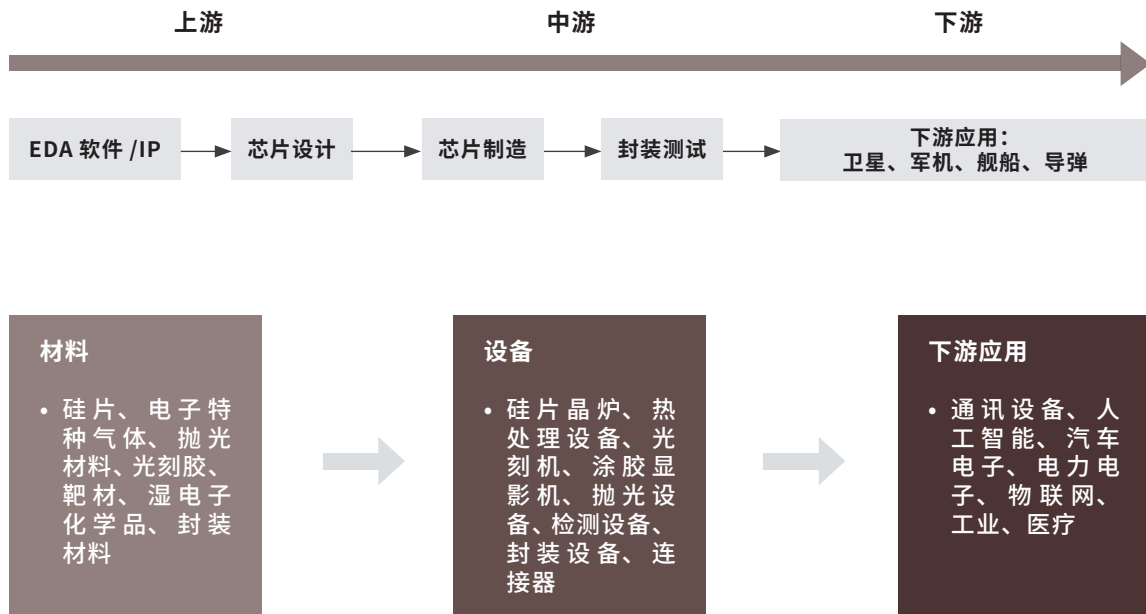 上游
中游
下游
EDA 软件 /IP
芯片设计
芯片制造
封装测试
下游应用：
卫星、军机、舰船、导弹
材料
• 硅片、电子特
种气体、抛光
材料、光刻胶、
靶材、湿电子
化学品、封装
材料
设备
• 硅片晶炉、热
处理设备、光
刻机、涂胶显
影机、抛光设
备、检测设备、
封装设备、连
接器
下游应用
• 通讯设备、人
工智能、汽车
电子、电力电
子、物联网、
工业、医疗